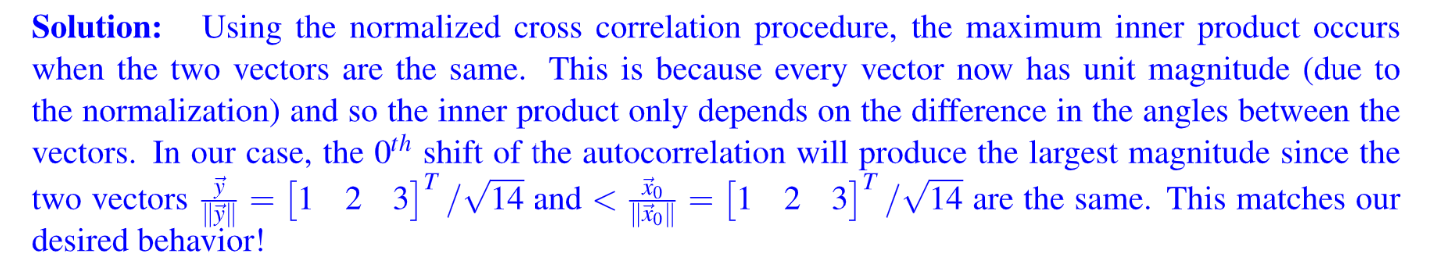 Solution: Using the normalized cross correlation procedure, the maximum inner product occurs
when the two vectors are the same. This is because every vector now has unit magnitude (due to
the normalization) and so the inner product only depends on the difference in the angles between the
vectors. In our case, the 0^{th} shift of the autocorrelation will produce the largest magnitude since the
two vectors $\frac{\vec{y}}{\|\vec{y}\|} = \begin{bmatrix} 1 & 2 & 3 \end{bmatrix}^T / \sqrt{14}$ and < $\frac{\vec{x}_0}{\|\vec{x}_0\|} = \begin{bmatrix} 1 & 2 & 3 \end{bmatrix}^T / \sqrt{14}$ are the same. This matches our
desired behavior!